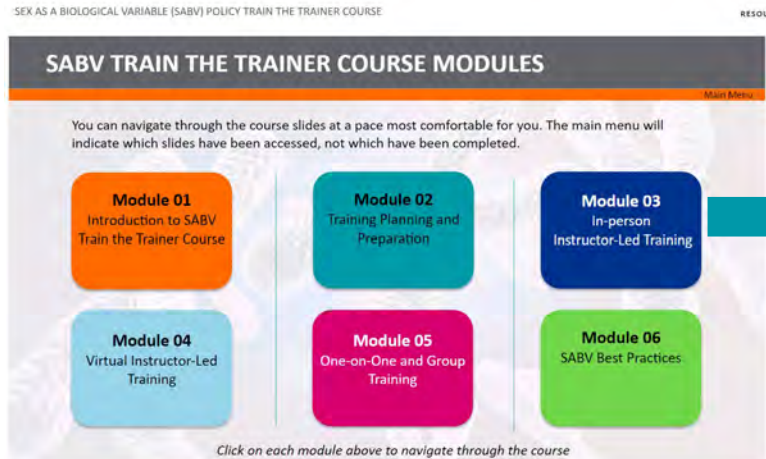 SEX AS A BIOLOGICAL VARIABLE (SABV) POLICY TRAIN THE TRAINER COURSE
RESOU
SABV TRAIN THE TRAINER COURSE MODULES
Main Menu
You can navigate through the course slides at a pace most comfortable for you. The main menu will
indicate which slides have been accessed, not which have been completed.
Module 01
Introduction to SABV
Train the Trainer Course
Module 02
Training Planning and
Preparation
Module 03
In-person
Instructor-Led Training
Module 04
Virtual Instructor-Led
Training
Module 05
One-on-One and Group
Training
Module 06
SABV Best Practices
Click on each module above to navigate through the course